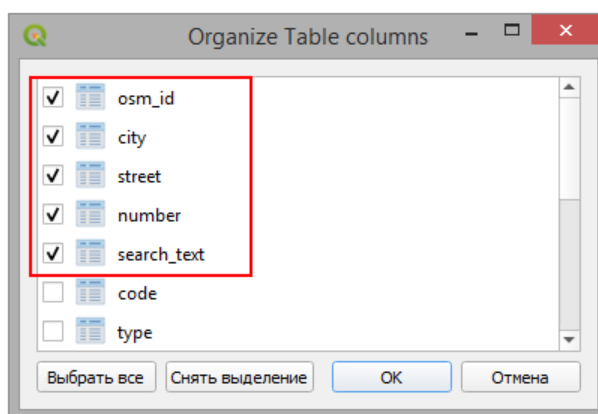 Organize Table columns
osm_id
city
street
number
search_text
code
type
Выбрать все Снять выделение OK Отмена